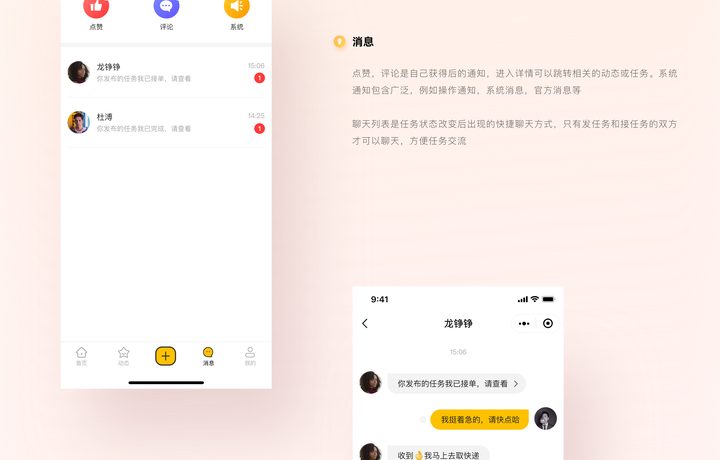 点赞
评论
系统
龙铮铮
15:06
你发布的任务我已接单，请查看
1
杜溥
14:25
你发布的任务我已完成，请查看
1
首页
动态
消息
我的
消息
点赞，评论是自己获得后的通知，进入详情可以跳转相关的动态或任务。系统
通知包含广泛，例如操作通知，系统消息，官方消息等
聊天列表是任务状态改变后出现的快捷聊天方式，只有发任务和接任务的双方
才可以聊天，方便任务交流
9:41
龙铮铮
15:06
你发布的任务我已接单，请查看
我挺着急的，请快点哈
收到👌我马上去取快递